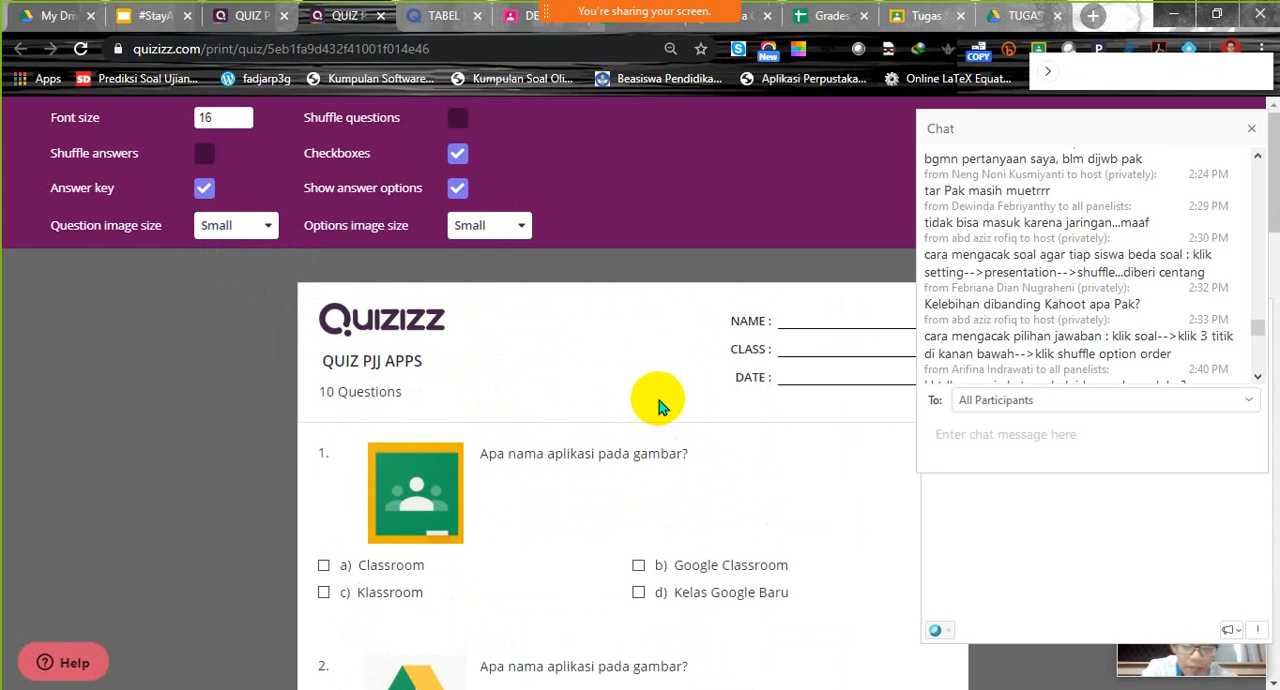 My Dri
#StayA
QUIZ P
QUIZ P
TABEL
DE
You're sharing your screen.
Grades
Tugas
TUGAS
quizizz.com/print/quiz/5eb1fa9d432f41001f014e46
New
COPY
Apps
Prediksi Soal Ujian...
fadjarp3g
Kumpulan Software...
Kumpulan Soal Oli...
Beasiswa Pendidika...
Aplikasi Perpustaka...
Online LaTeX Equat...
Font size
16
Shuffle questions
Shuffle answers
Checkboxes
Answer key
Show answer options
Question image size
Small
Options image size
Small
Quizizz
QUIZ PJJ APPS
10 Questions
NAME :
CLASS :
DATE :
1.
Apa nama aplikasi pada gambar?
a) Classroom
b) Google Classroom
c) Klassroom
d) Kelas Google Baru
2.
Apa nama aplikasi pada gambar?
Help
Chat
bgmn pertanyaan saya, blm dijwb pak
from Neng Noni Kusmiyanti to host (privately): 2:24 PM
tar Pak masih muetrrr
from Dewinda Febriyanthy to all panelists: 2:29 PM
tidak bisa masuk karena jaringan...maaf
from abd aziz rofiq to host (privately): 2:30 PM
cara mengacak soal agar tiap siswa beda soal : klik
setting-->presentation-->shuffle...diberi centang
from Febriana Dian Nugraheni (privately): 2:32 PM
Kelebihan dibanding Kahoot apa Pak?
from abd aziz rofiq to host (privately): 2:33 PM
cara mengacak pilihan jawaban : klik soal-->klik 3 titik
di kanan bawah-->klik shuffle option order
from Arifina Indrawati to all panelists: 2:40 PM
To:
All Participants
Enter chat message here